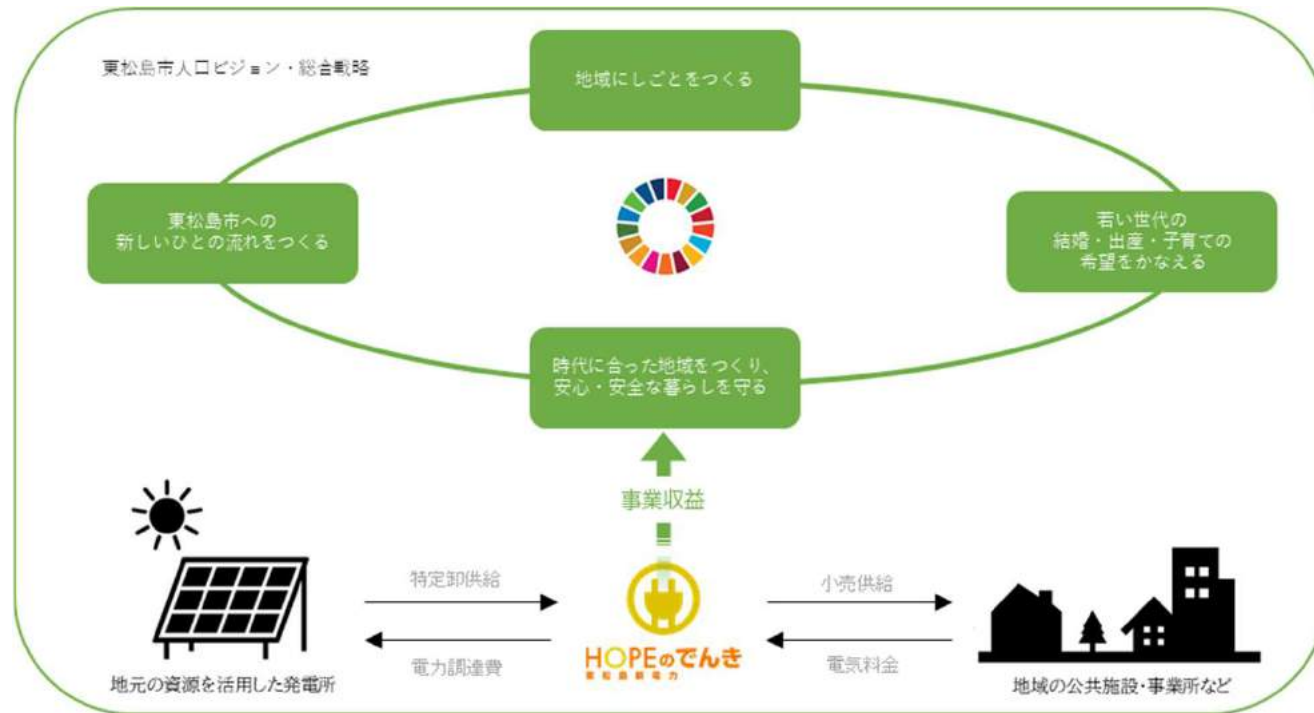 東松島市人口ビジョン・総合戦略
地域にしごとをつくる
東松島市への
新しいひとの流れをつくる
若い世代の
結婚・出産・子育ての
希望をかなえる
時代に合った地域をつくり、
安心・安全な暮らしを守る
事業収益
特定卸供給
小売供給
電力調達費
HOPEのでんき
東松島新電力
電気料金
地元の資源を活用した発電所
地域の公共施設・事業所など